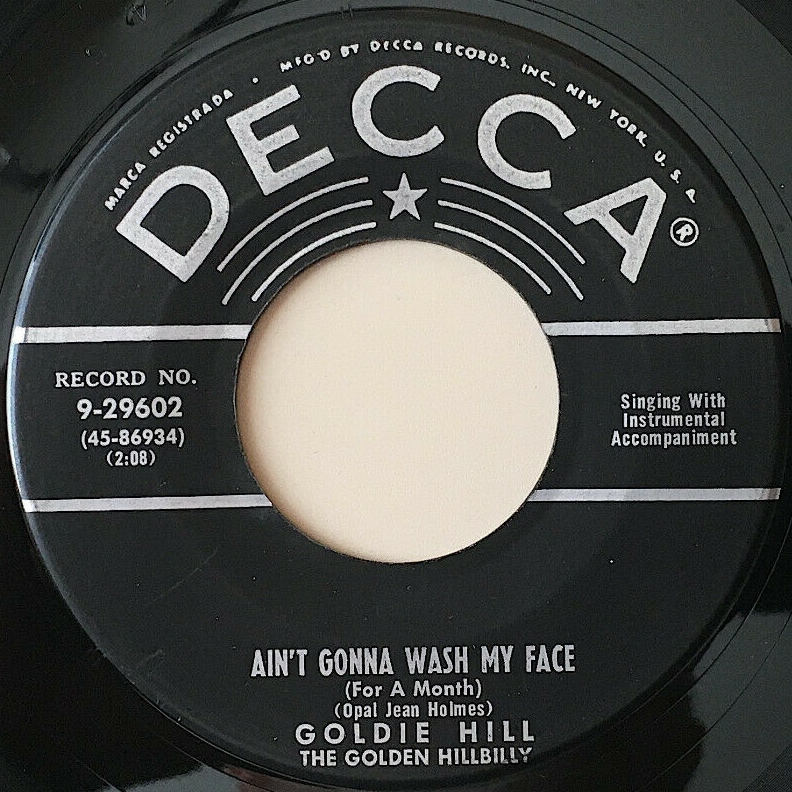 MARCA REGISTRADA • MFG'D BY DECCA RECORDS, INC., NEW YORK, U. S. A.
DECCA®
RECORD NO.
9-29602
(45-86934)
(2:08)
Singing With
Instrumental
Accompaniment
AIN'T GONNA WASH MY FACE
(For A Month)
(Opal Jean Holmes)
GOLDIE HILL
THE GOLDEN HILLBILLY